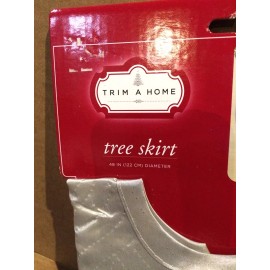 TRIM A HOME
tree skirt
48 IN (122 CM) DIAMETER